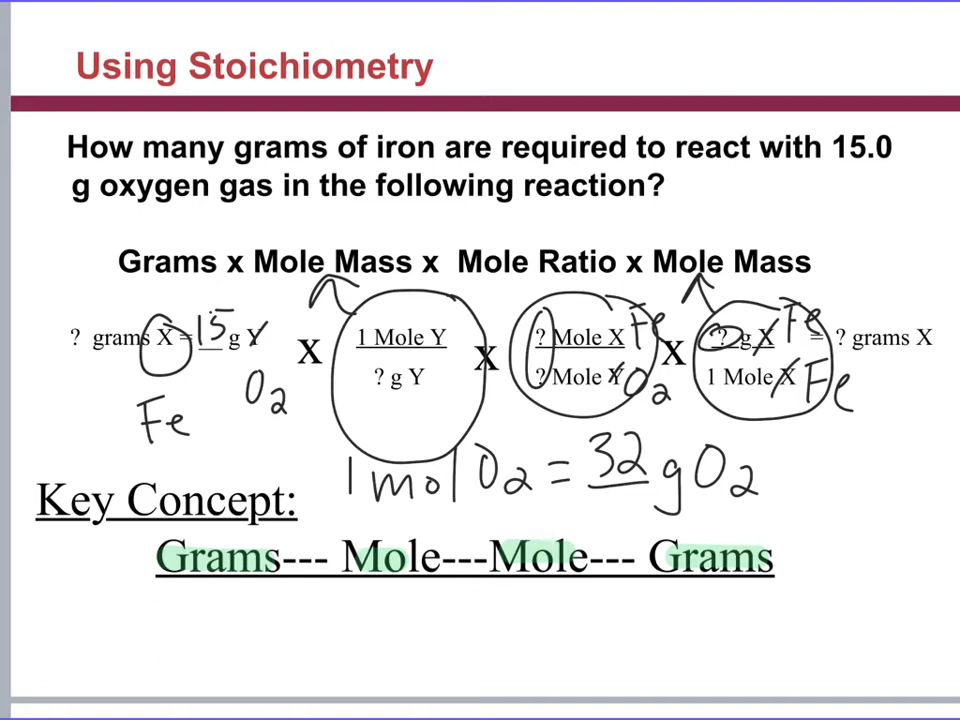 Using Stoichiometry
How many grams of iron are required to react with 15.0
g oxygen gas in the following reaction?
Grams x Mole Mass x Mole Ratio x Mole Mass
? grams X = 15 g Y x 1 Mole Y x ? Mole X Fe x ? g X Fe = ? grams X
? g Y ? Mole Y O₂ 1 Mole X Fe
Fe O₂
1 mol O₂ = 32 g O₂
Key Concept:
Grams--- Mole---Mole--- Grams